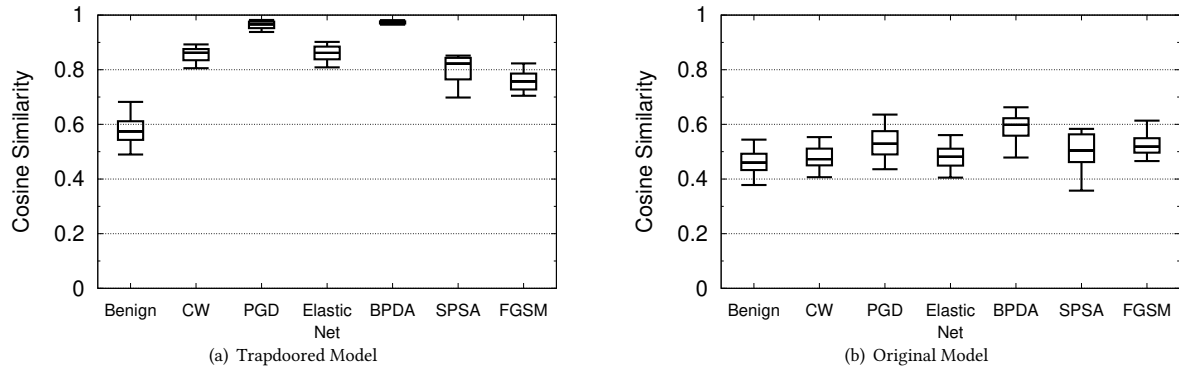 1
0.8
0.6
0.4
0.2
0
Cosine Similarity
Benign CW PGD Elastic Net BPDA SPSA FGSM
(a) Trapdoored Model
1
0.8
0.6
0.4
0.2
0
Cosine Similarity
Benign CW PGD Elastic Net BPDA SPSA FGSM
(b) Original Model